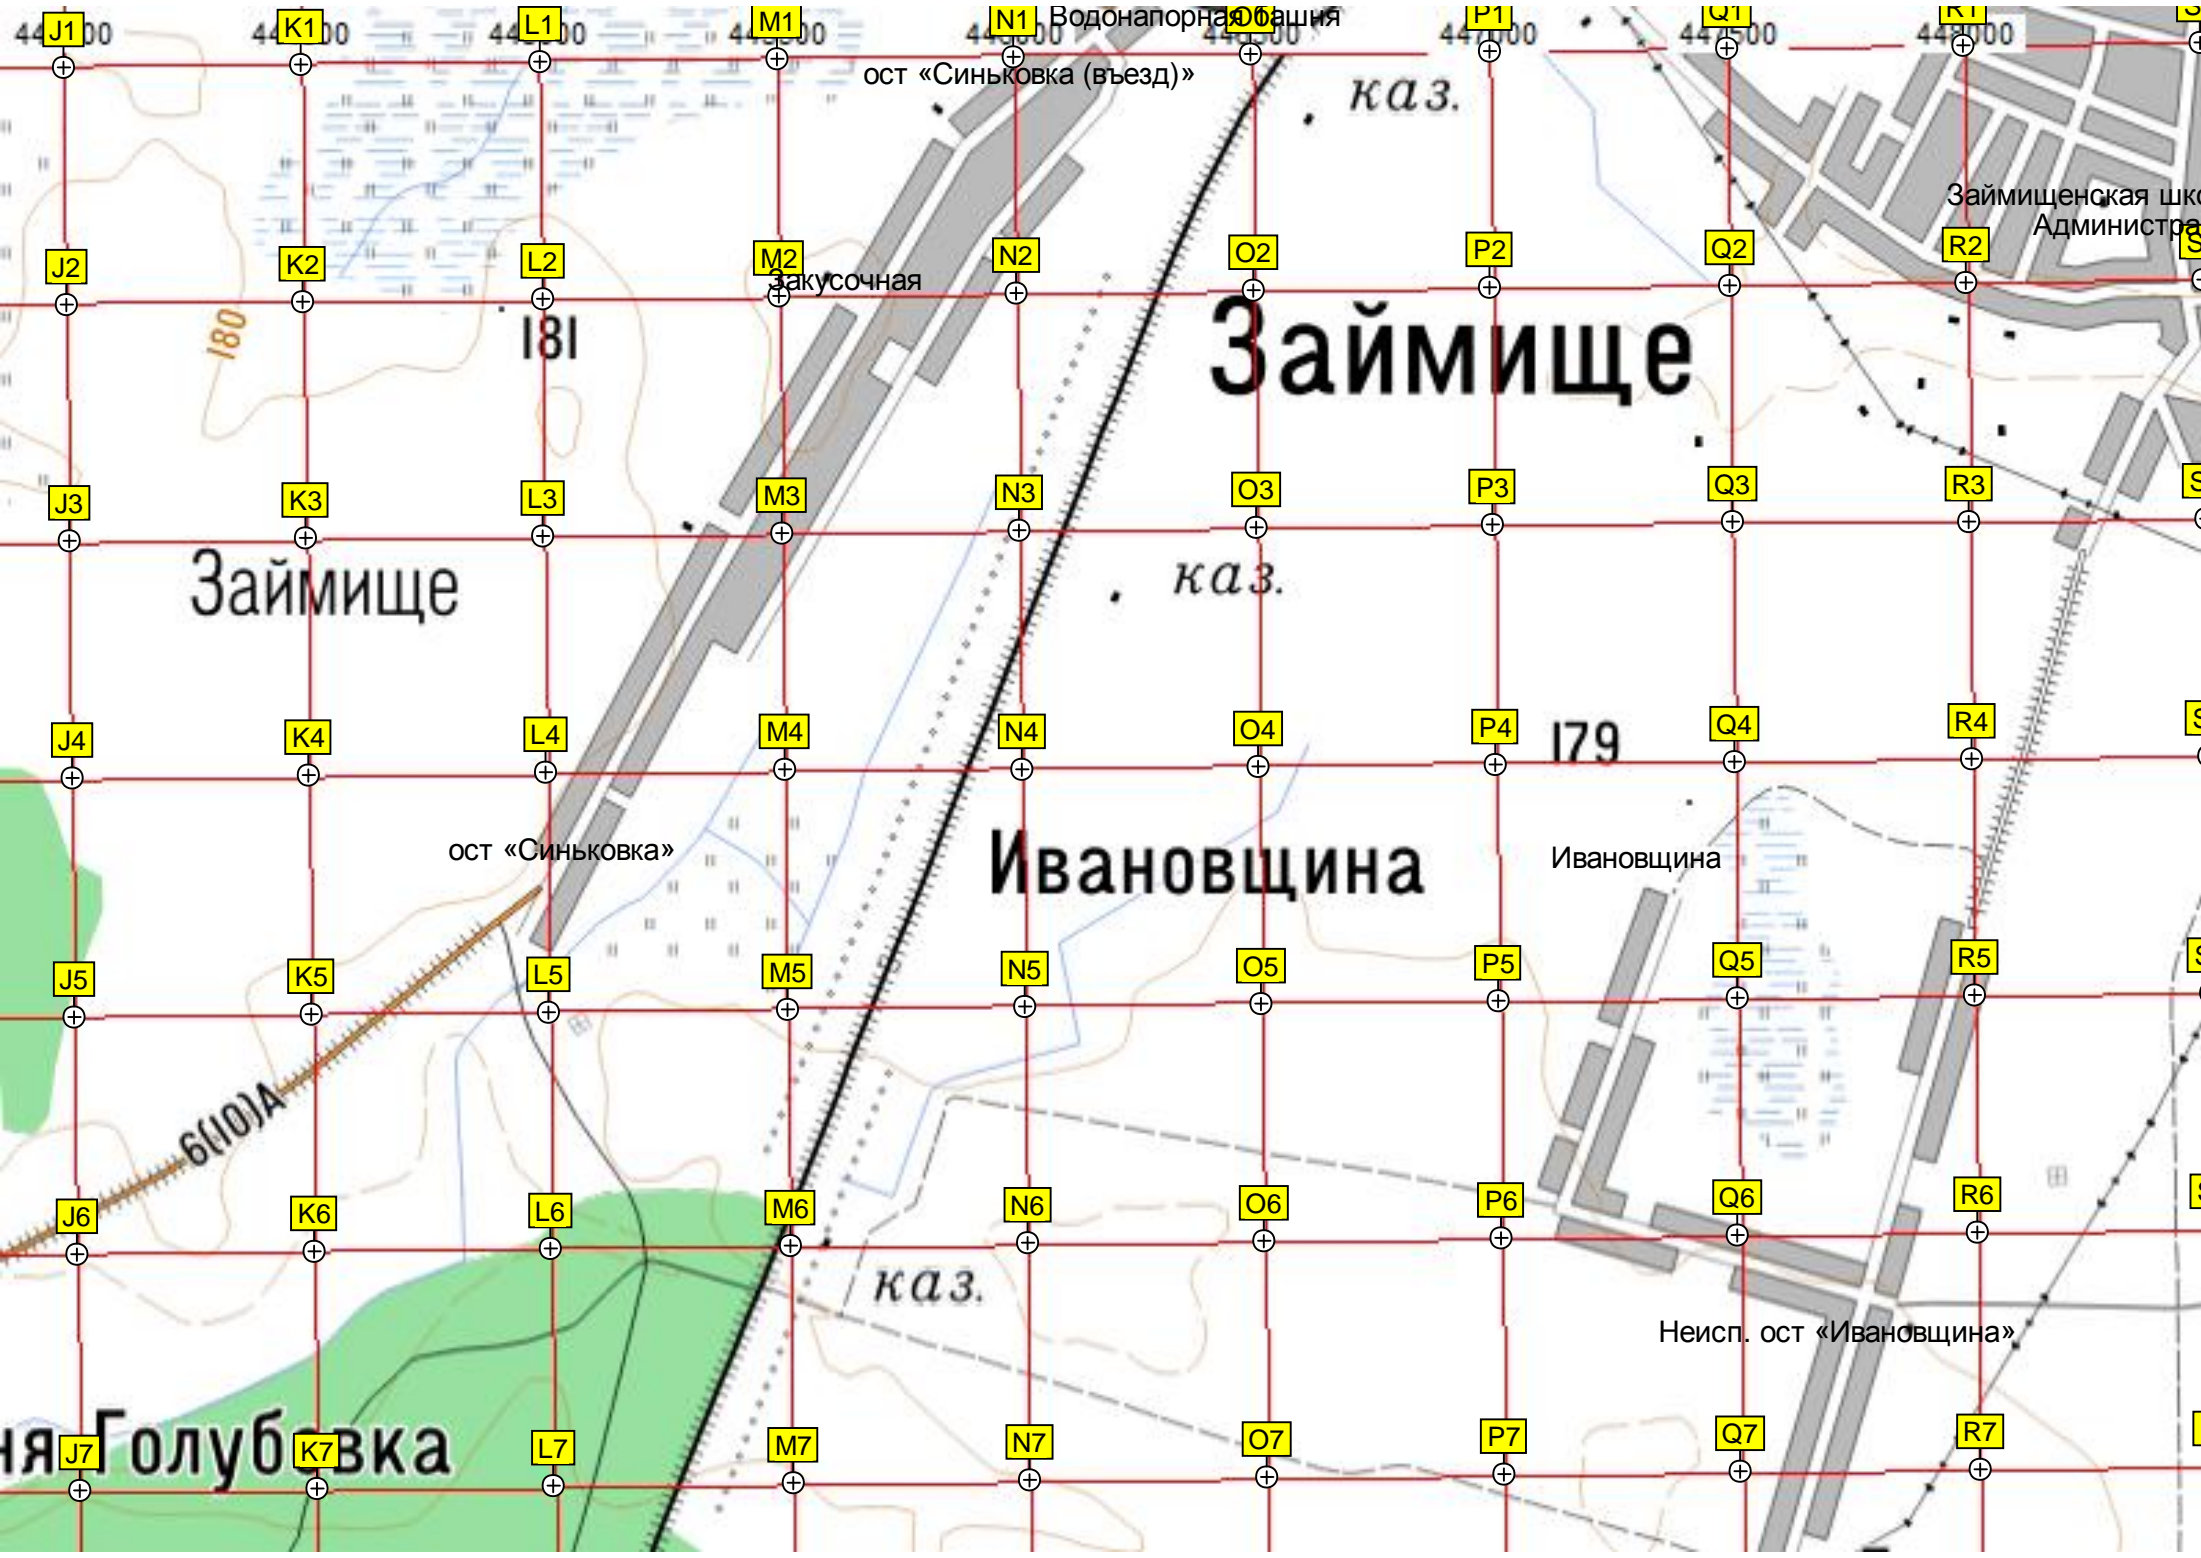 J1 K1 L1 M1 N1 Водонапорная башня P1 Q1 R1
447500 448000
ост «Синьковка (въезд)»
каз.
Займищенская
J2 K2 L2 M2 N2 O2 P2 Q2 R2
Закусочная
180
181
Займище
J3 K3 L3 M3 N3 O3 P3 Q3 R3
Займище
каз.
J4 K4 L4 M4 N4 O4 P4 Q4 R4
179
ост «Синьковка»
Ивановщина
Ивановщина
J5 K5 L5 M5 N5 O5 P5 Q5 R5
6(10)А
J6 K6 L6 M6 N6 O6 P6 Q6 R6
каз.
Неисп. ост «Ивановщина»
ня Голубовка
J7 K7 L7 M7 N7 O7 P7 Q7 R7